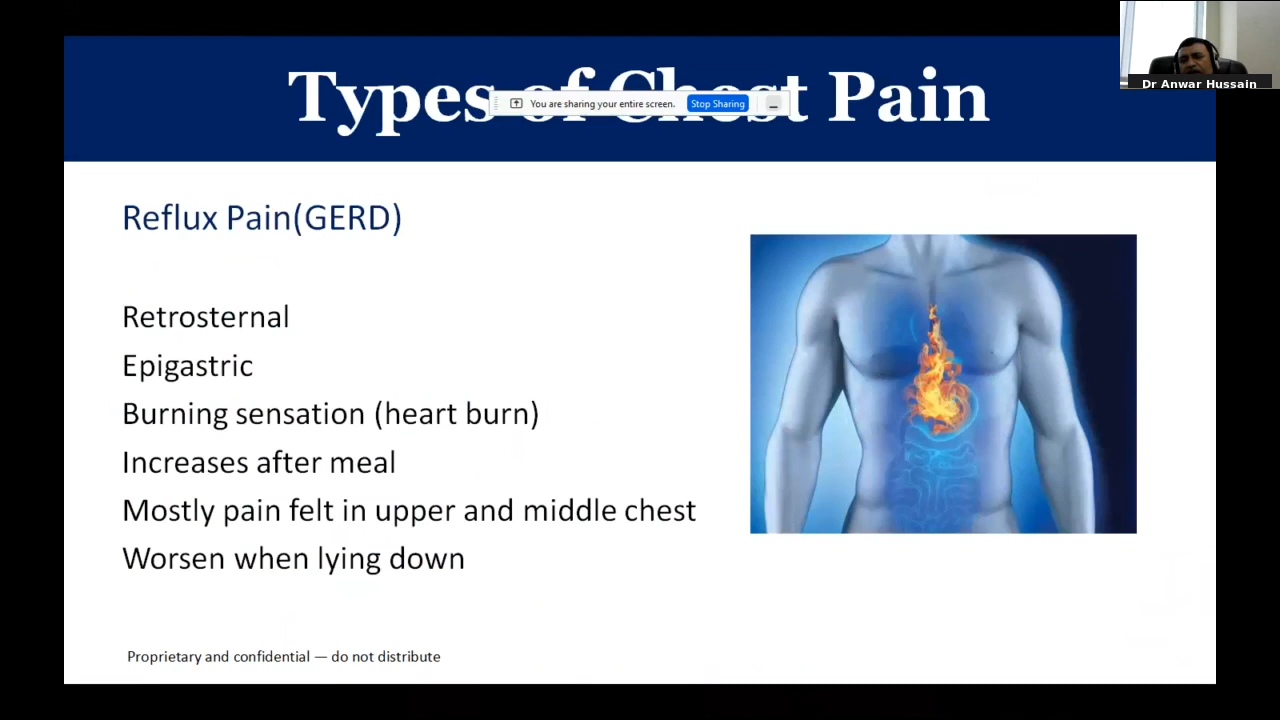 Types of Chest Pain
You are sharing your entire screen. Stop Sharing
Dr Anwar Hussain
Reflux Pain(GERD)
Retrosternal
Epigastric
Burning sensation (heart burn)
Increases after meal
Mostly pain felt in upper and middle chest
Worsen when lying down
Proprietary and confidential — do not distribute